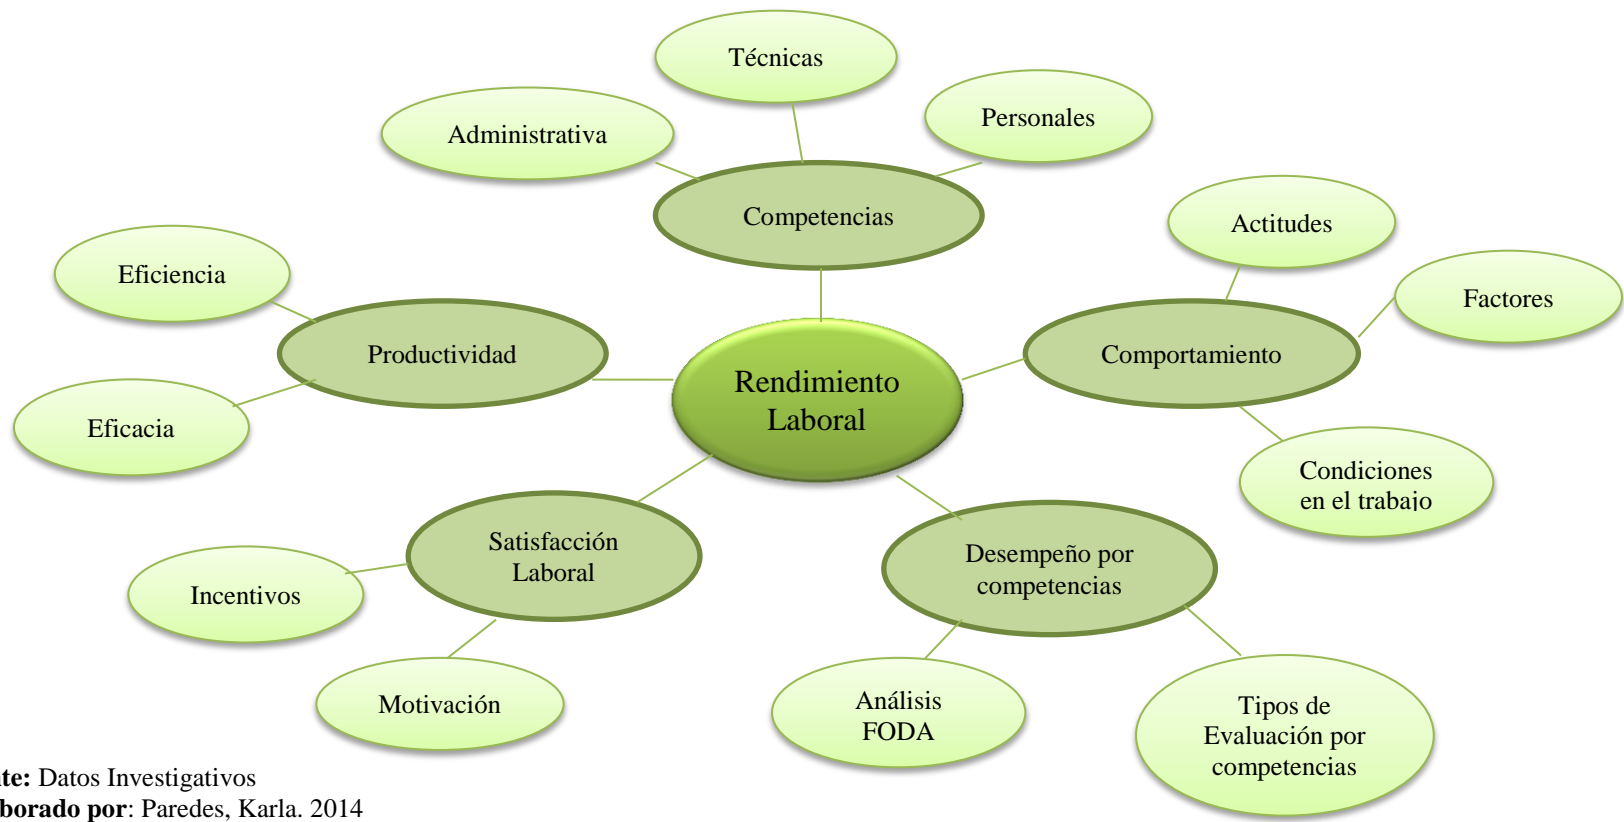 Técnicas
Administrativa
Personales
Competencias
Actitudes
Eficiencia
Factores
Productividad
Comportamiento
Rendimiento
Laboral
Eficacia
Condiciones
en el trabajo
Satisfacción
Laboral
Desempeño por
competencias
Incentivos
Motivación
Análisis
FODA
Tipos de
Evaluación por
competencias
nte: Datos Investigativos
borado por: Paredes, Karla. 2014